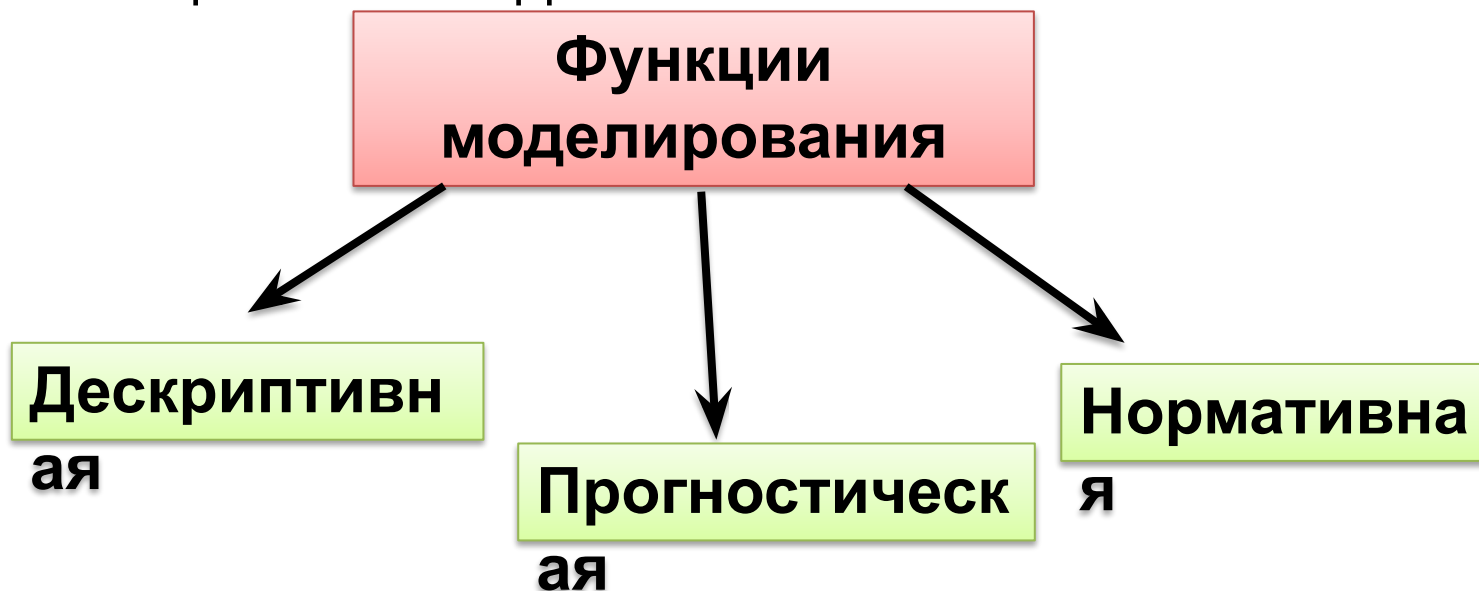 Функции
моделирования
Дескриптивн
ая
Прогностическ
ая
Нормативна
я